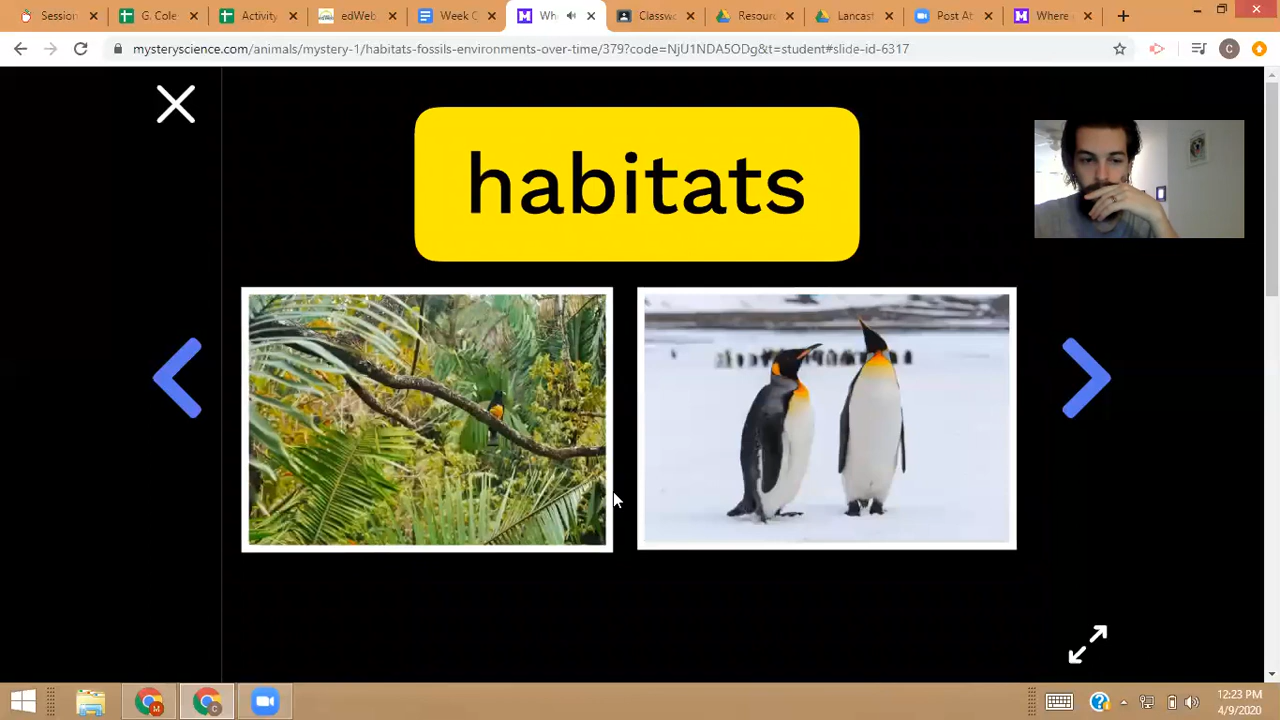 Session
G. Cole
Activity
edWeb
Week
Wh
Classw
Resour
Lancast
Post At
Where
mysteryscience.com/animals/mystery-1/habitats-fossils-environments-over-time/379?code=NjU1NDA5ODg&t=student#slide-id-6317
C
habitats
12:23 PM
4/9/2020